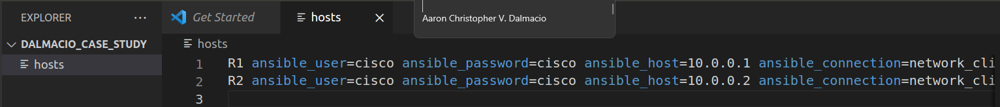 EXPLORER ...
DALMACIO_CASE_STUDY
hosts
Get Started
hosts
Aaron Christopher V. Dalmacio
hosts
1 R1 ansible_user=cisco ansible_password=cisco ansible_host=10.0.0.1 ansible_connection=network_cli
2 R2 ansible_user=cisco ansible_password=cisco ansible_host=10.0.0.2 ansible_connection=network_cli
3